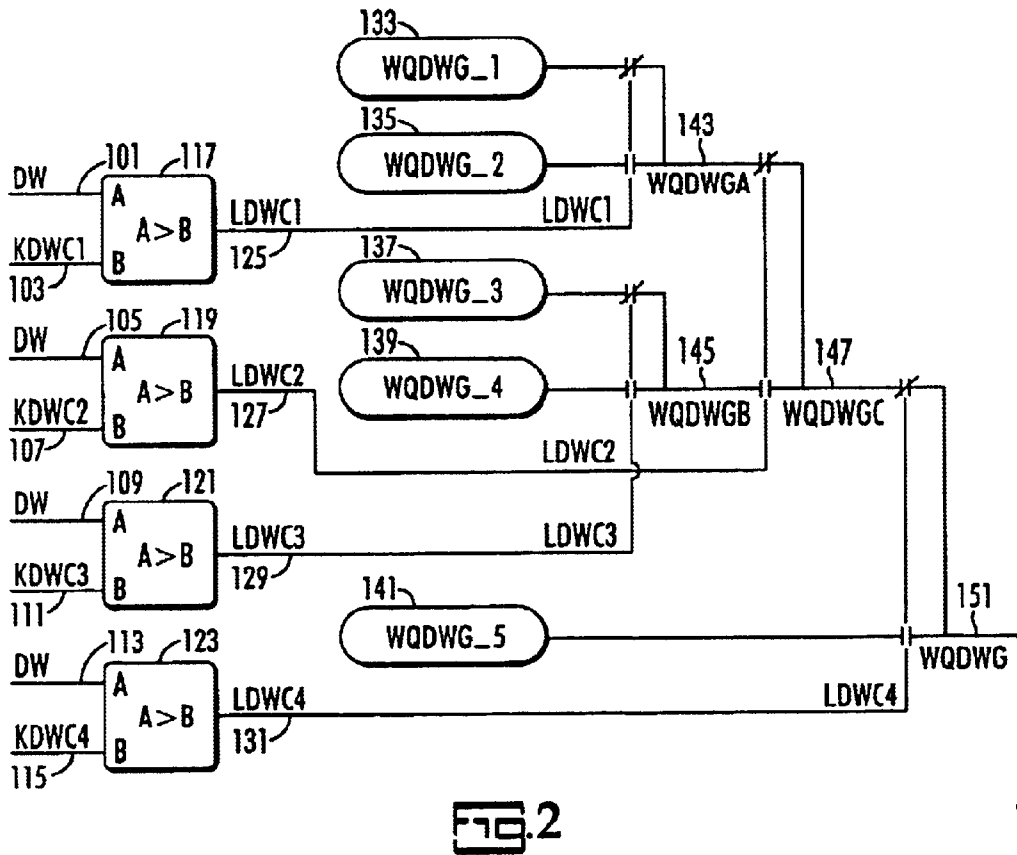 133
WQDWG_1
135
WQDWG_2
143
WQDWGA
101
117
DW
A
A>B
KDWC1
B
103
LDWC1
125
LDWC1
137
WQDWG_3
105
119
DW
A
A>B
KDWC2
B
107
LDWC2
127
139
WQDWG_4
145
WQDWGB
147
WQDWGC
LDWC2
109
121
DW
A
A>B
KDWC3
B
111
LDWC3
129
LDWC3
141
WQDWG_5
151
WQDWG
113
123
DW
A
A>B
KDWC4
B
115
LDWC4
131
LDWC4
FIG.2